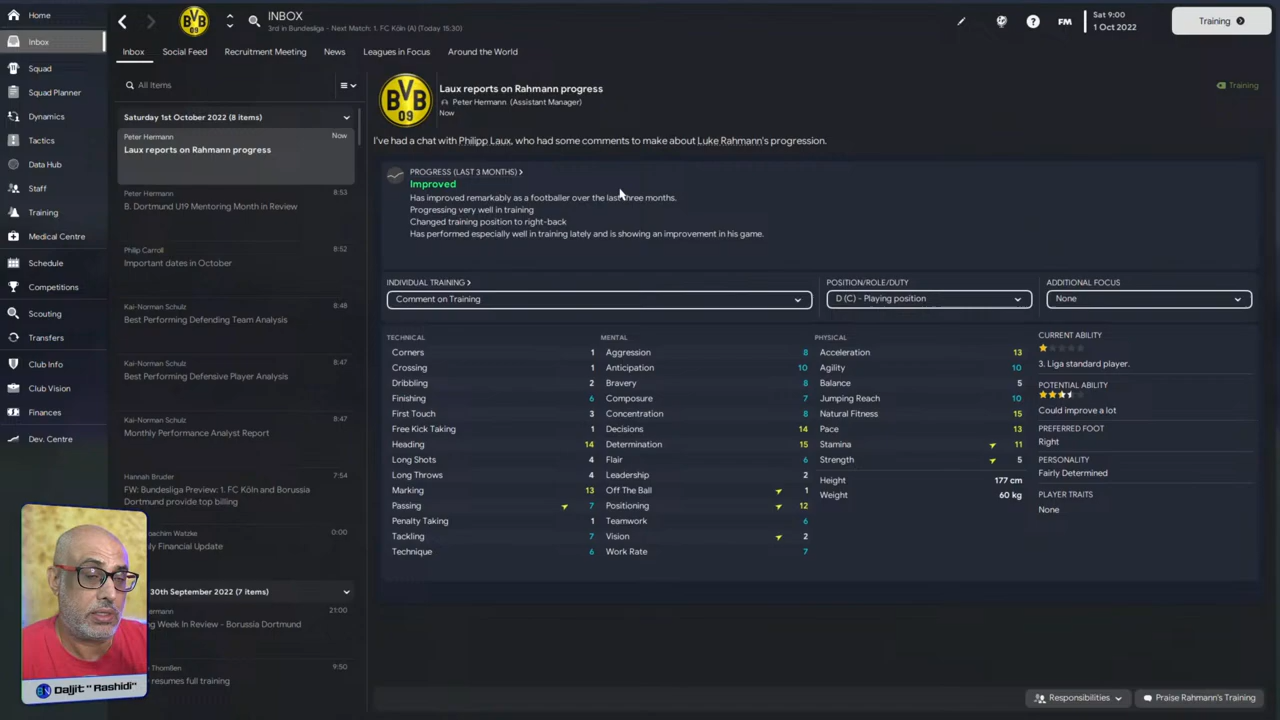 Home
Inbox
Squad
Squad Planner
Dynamics
Tactics
Data Hub
Staff
Training
Medical Centre
Schedule
Competitions
Scouting
Transfers
Club Info
Club Vision
Finances
Dev. Centre
BVB
09
INBOX
3rd in Bundesliga - Next Match: 1. FC Köln (A) (Today 15:30)
?
FM
Sat 9:00
1 Oct 2022
Training
Inbox
Social Feed
Recruitment Meeting
News
Leagues in Focus
Around the World
All Items
Saturday 1st October 2022 (8 items)
Peter Hermann
Now
Laux reports on Rahmann progress
Peter Hermann
8:53
B. Dortmund U19 Mentoring Month in Review
Philip Carroll
8:52
Important dates in October
Kai-Norman Schulz
8:48
Best Performing Defending Team Analysis
Kai-Norman Schulz
8:47
Best Performing Defensive Player Analysis
Kai-Norman Schulz
8:47
Monthly Performance Analyst Report
Hannah Bruder
7:54
FW: Bundesliga Preview: 1. FC Köln and Borussia
Dortmund provide top billing
oachim Watzke
0:00
ly Financial Update
30th September 2022 (7 items)
ermann
21:00
g Week In Review - Borussia Dortmund
Thorßen
9:50
resumes full training
Daljit "Rashidi"
BVB
09
Laux reports on Rahmann progress
Peter Hermann (Assistant Manager)
Now
Training
I've had a chat with Philipp Laux, who had some comments to make about Luke Rahmann's progression.
PROGRESS (LAST 3 MONTHS)
Improved
Has improved remarkably as a footballer over the last three months.
Progressing very well in training
Changed training position to right-back
Has performed especially well in training lately and is showing an improvement in his game.
INDIVIDUAL TRAINING
Comment on Training
POSITION/ROLE/DUTY
D (C) - Playing position
ADDITIONAL FOCUS
None
TECHNICAL
Corners 1
Crossing 1
Dribbling 2
Finishing 6
First Touch 3
Free Kick Taking 1
Heading 14
Long Shots 4
Long Throws 4
Marking 13
Passing 7
Penalty Taking 1
Tackling 7
Technique 6
MENTAL
Aggression 8
Anticipation 10
Bravery 8
Composure 7
Concentration 8
Decisions 14
Determination 15
Flair 6
Leadership 2
Off The Ball 1
Positioning 12
Teamwork 6
Vision 2
Work Rate 7
PHYSICAL
Acceleration 13
Agility 10
Balance 5
Jumping Reach 10
Natural Fitness 15
Pace 13
Stamina 11
Strength 5
Height 177 cm
Weight 60 kg
CURRENT ABILITY
3. Liga standard player.
POTENTIAL ABILITY
Could improve a lot
PREFERRED FOOT
Right
PERSONALITY
Fairly Determined
PLAYER TRAITS
None
Responsibilities
Praise Rahmann's Training